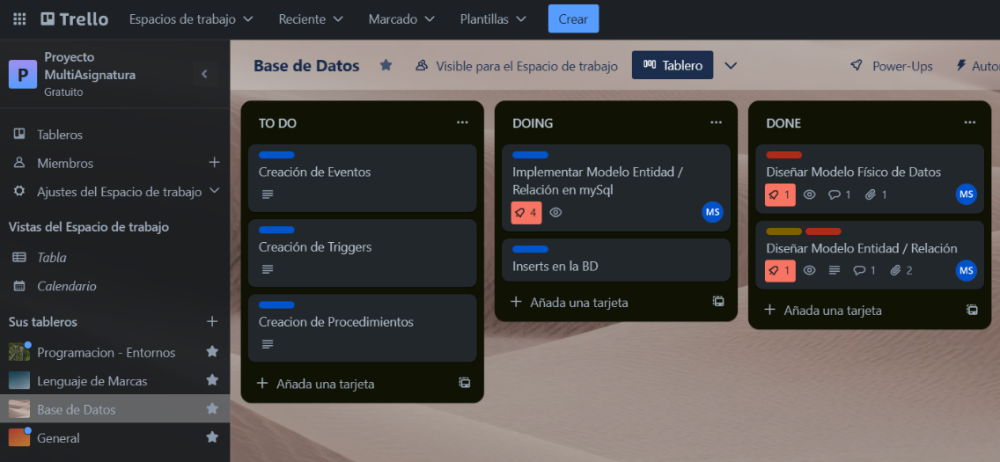 Trello
Espacios de trabajo
Reciente
Marcado
Plantillas
Crear
P
Proyecto
MultiAsignatura
Gratuito
Tableros
Miembros
Ajustes del Espacio de trabajo
Vistas del Espacio de trabajo
Tabla
Calendario
Sus tableros
Programacion - Entornos
Lenguaje de Marcas
Base de Datos
General
Base de Datos
Visible para el Espacio de trabajo
Tablero
Power-Ups
Autor
TO DO
Creación de Eventos
Creación de Triggers
Creacion de Procedimientos
Añada una tarjeta
DOING
Implementar Modelo Entidad /
Relación en mySql
4
MS
Inserts en la BD
Añada una tarjeta
DONE
Diseñar Modelo Físico de Datos
1 1 1 MS
Diseñar Modelo Entidad / Relación
1 1 2 MS
Añada una tarjeta